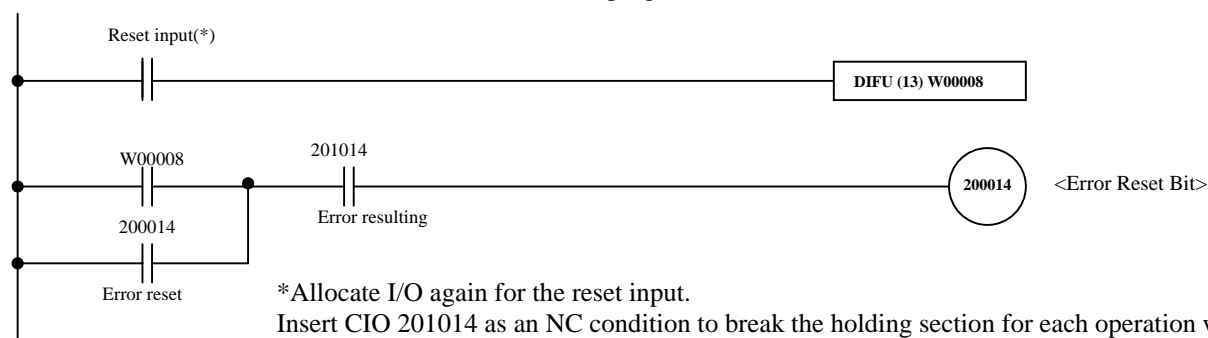 Reset input(*)
DIFU (13) W00008
W00008
201014
200014
<Error Reset Bit>
Error resulting
200014
Error reset
*Allocate I/O again for the reset input.
Insert CIO 201014 as an NC condition to break the holding section for each operation